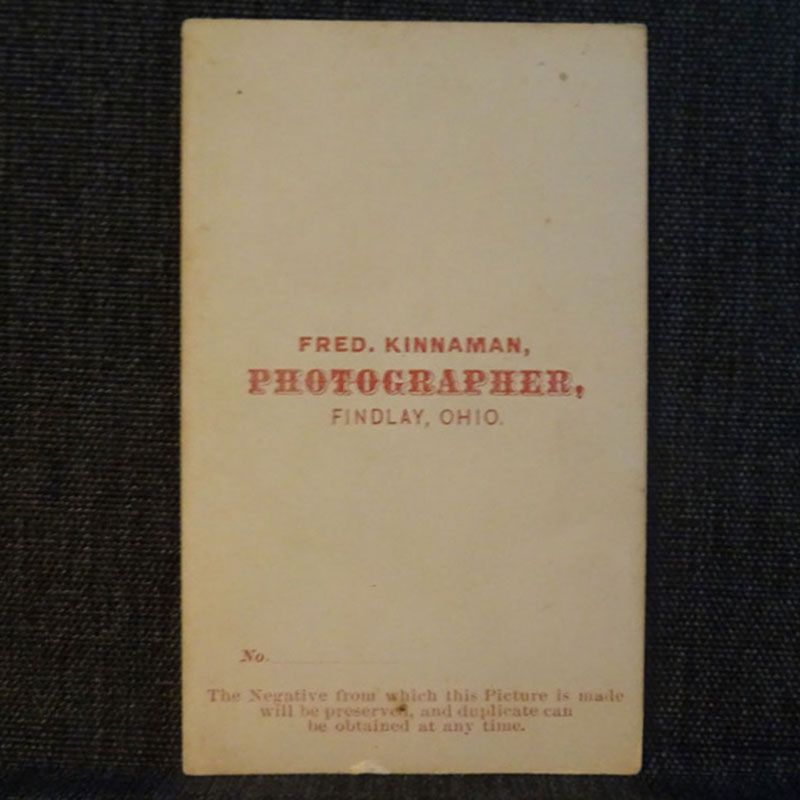 FRED. KINNAMAN,
PHOTOGRAPHER,
FINDLAY, OHIO.
No.
The Negative from which this Picture is made
will be preserved, and duplicate can
be obtained at any time.